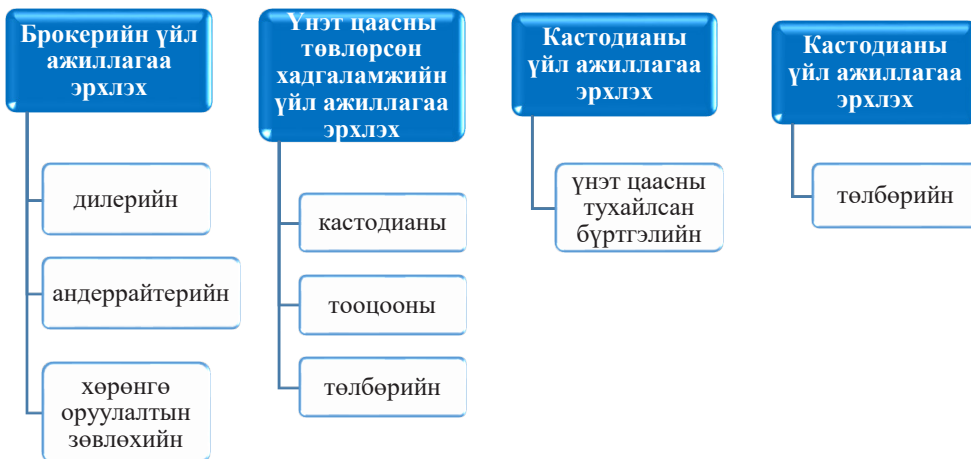 Брокерийн үйл
ажиллагаа
эрхлэх
дилерийн
андеррайтерийн
хөрөнгө
оруулалтын
зөвлөхийн
Үнэт цаасны
төвлөрсөн
хадгаламжийн
үйл ажиллагаа
эрхлэх
кастодианы
тооцооны
төлбөрийн
Кастодианы
үйл ажиллагаа
эрхлэх
үнэт цаасны
тухайлсан
бүртгэлийн
Кастодианы
үйл ажиллагаа
эрхлэх
төлбөрийн